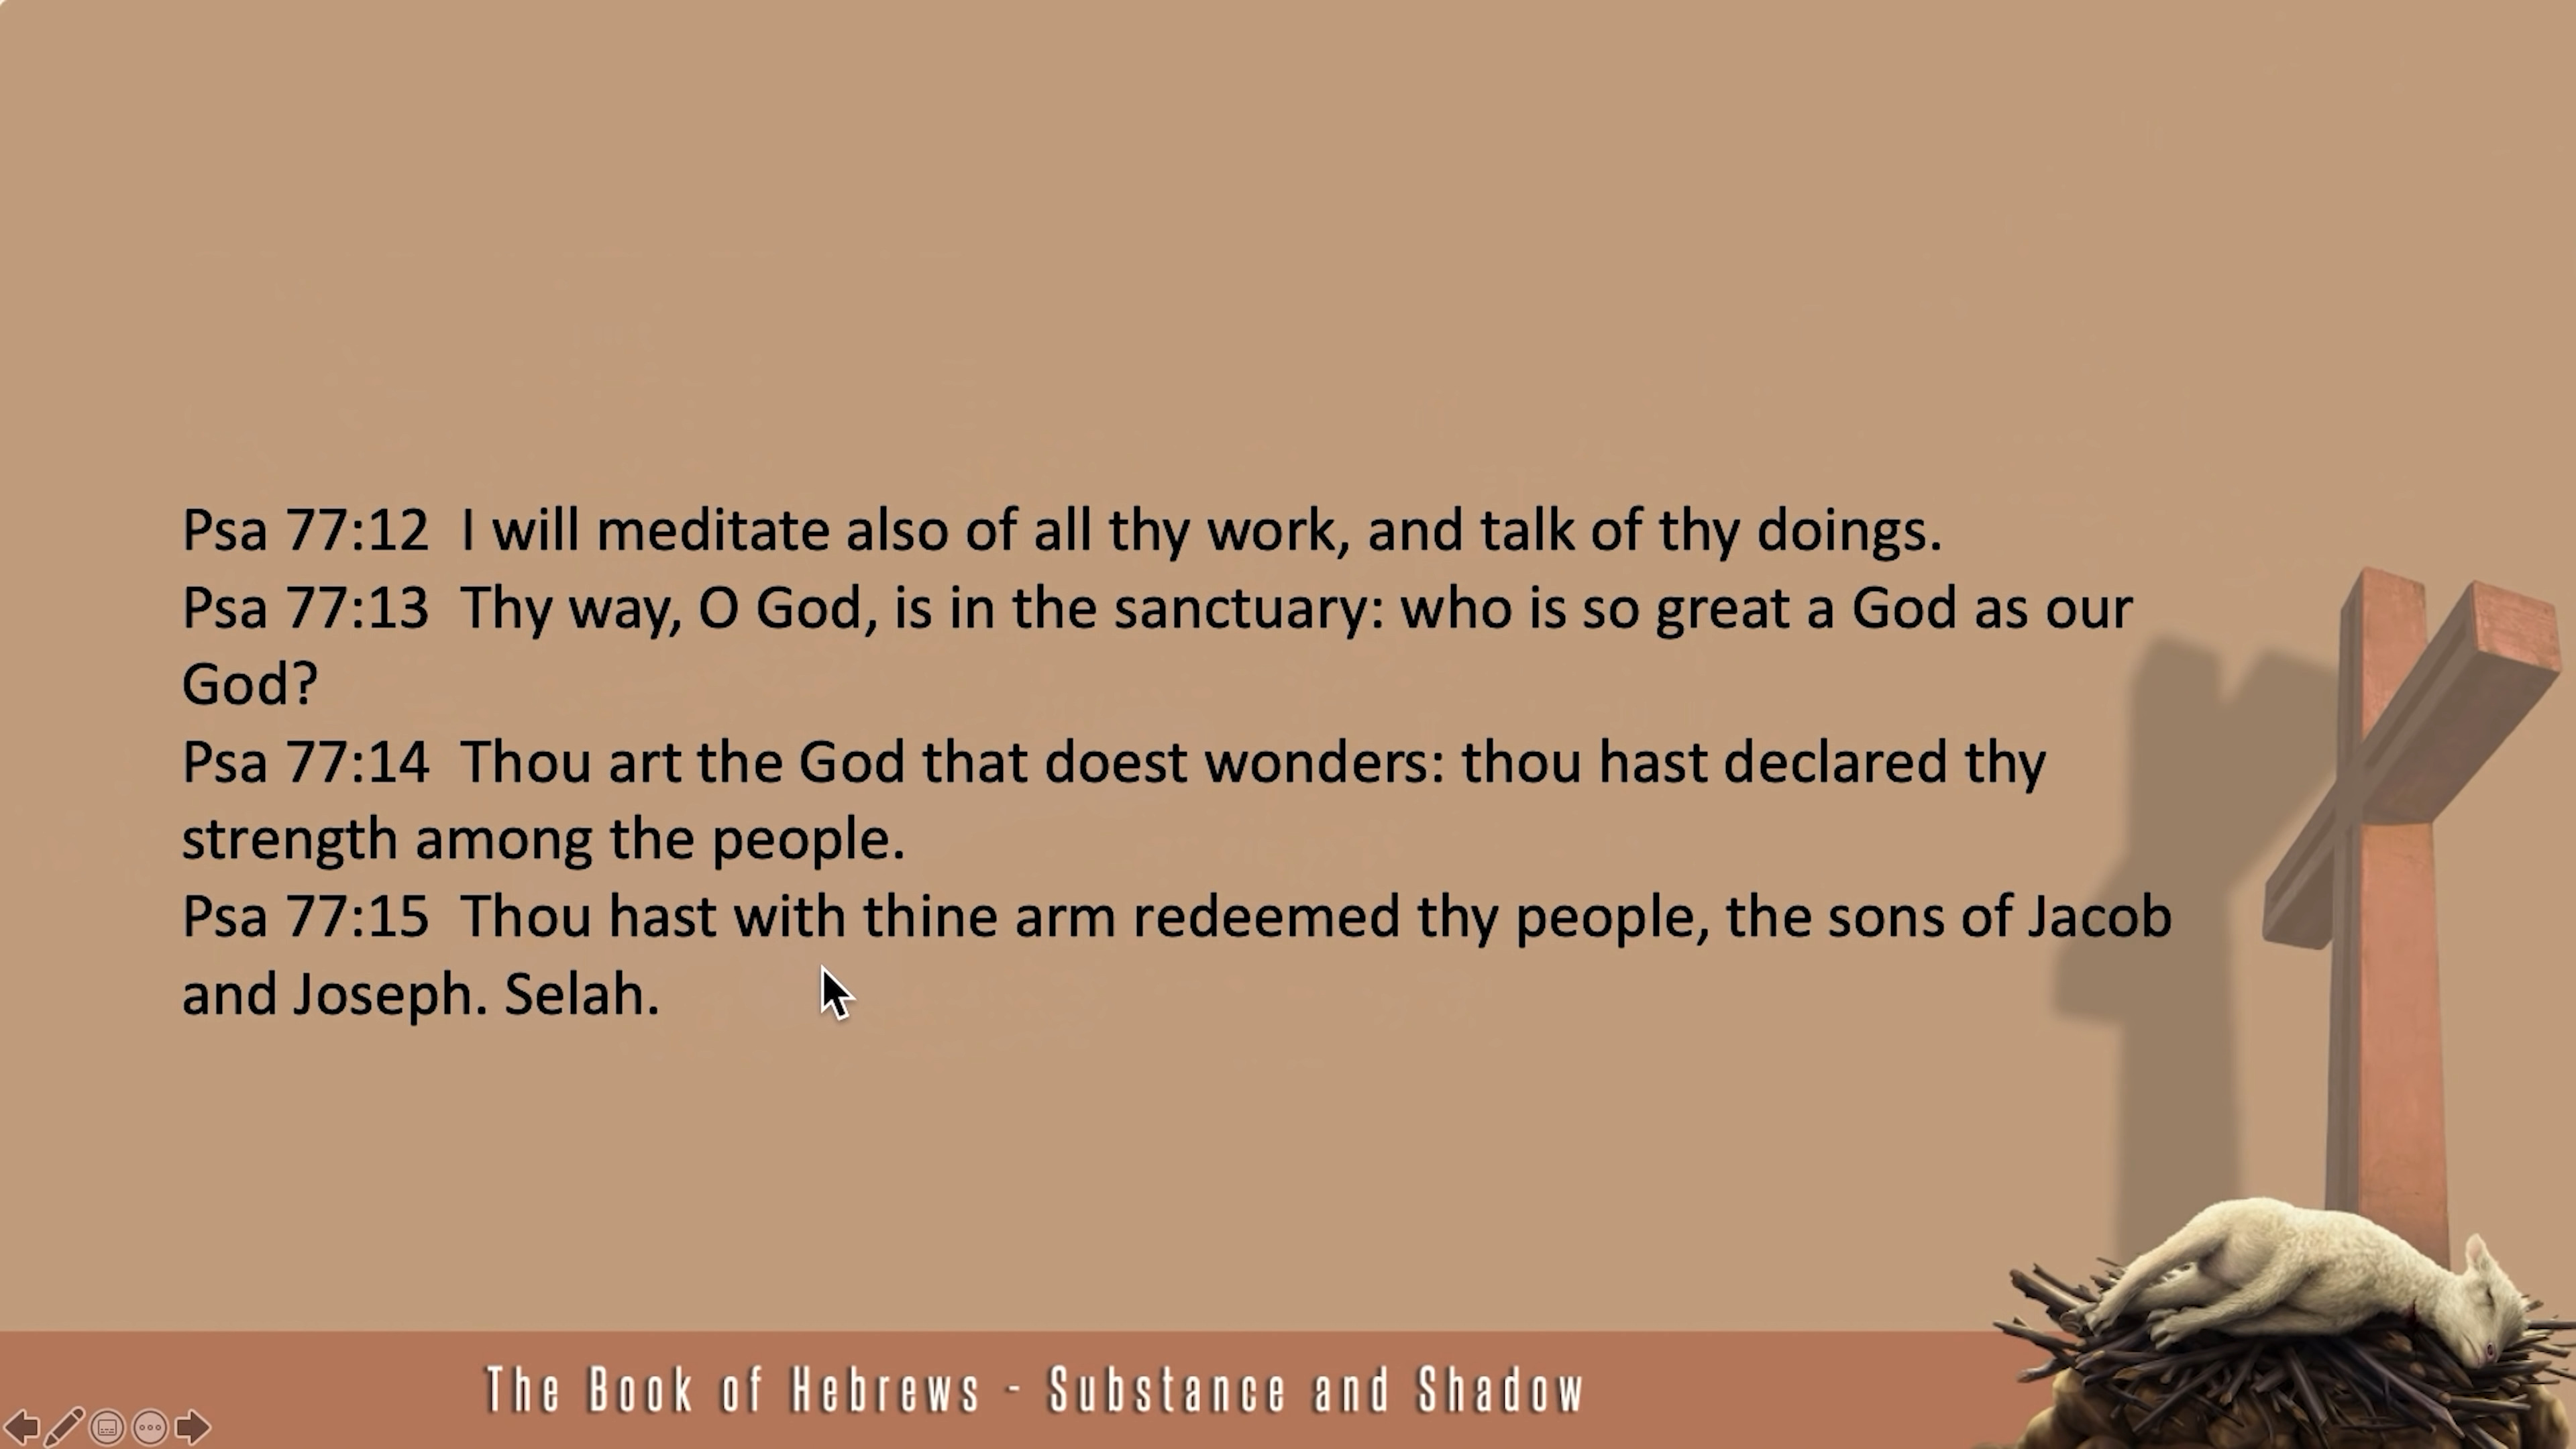 Psa 77:12  I will meditate also of all thy work, and talk of thy doings.
Psa 77:13  Thy way, O God, is in the sanctuary: who is so great a God as our
God?
Psa 77:14  Thou art the God that doest wonders: thou hast declared thy
strength among the people.
Psa 77:15  Thou hast with thine arm redeemed thy people, the sons of Jacob
and Joseph. Selah.
The Book of Hebrews - Substance and Shadow